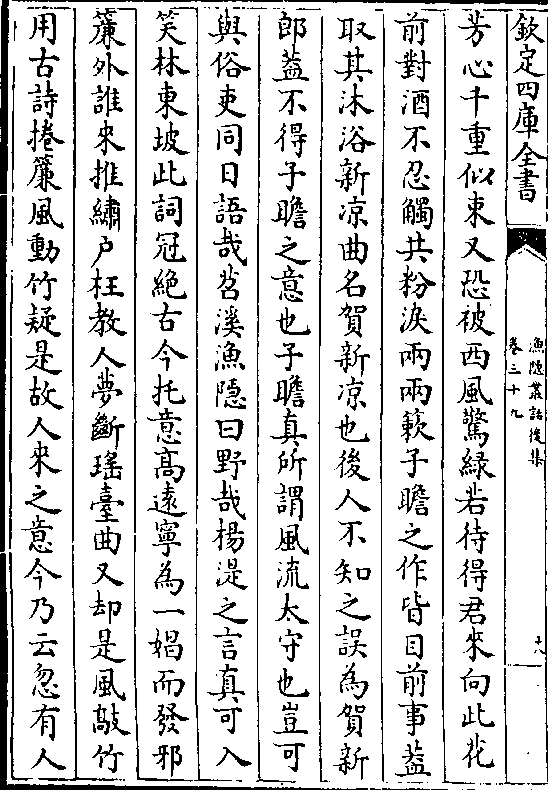 欽定四庫全書
漁隠叢話後集
卷三十九
十八
芳心千重似束又恐被西風驚緑若待得君來向此花
前對酒不忍觸共粉淚兩兩簌子瞻之作皆目前事葢
取其沐浴新凉曲名賀新凉也後人不知之誤為賀新
郎葢不得子瞻之意也子瞻真所謂風流太守也豈可
與俗吏同日語哉苕溪漁隠曰野哉楊湜之言真可入
笑林東坡此詞冠絶古今托意髙逺寧為一娼而發邪
簾外誰來推繡户枉教人夢斷瑶臺曲又却是風敲竹
用古詩捲簾風動竹疑是故人來之意今乃云忽有人